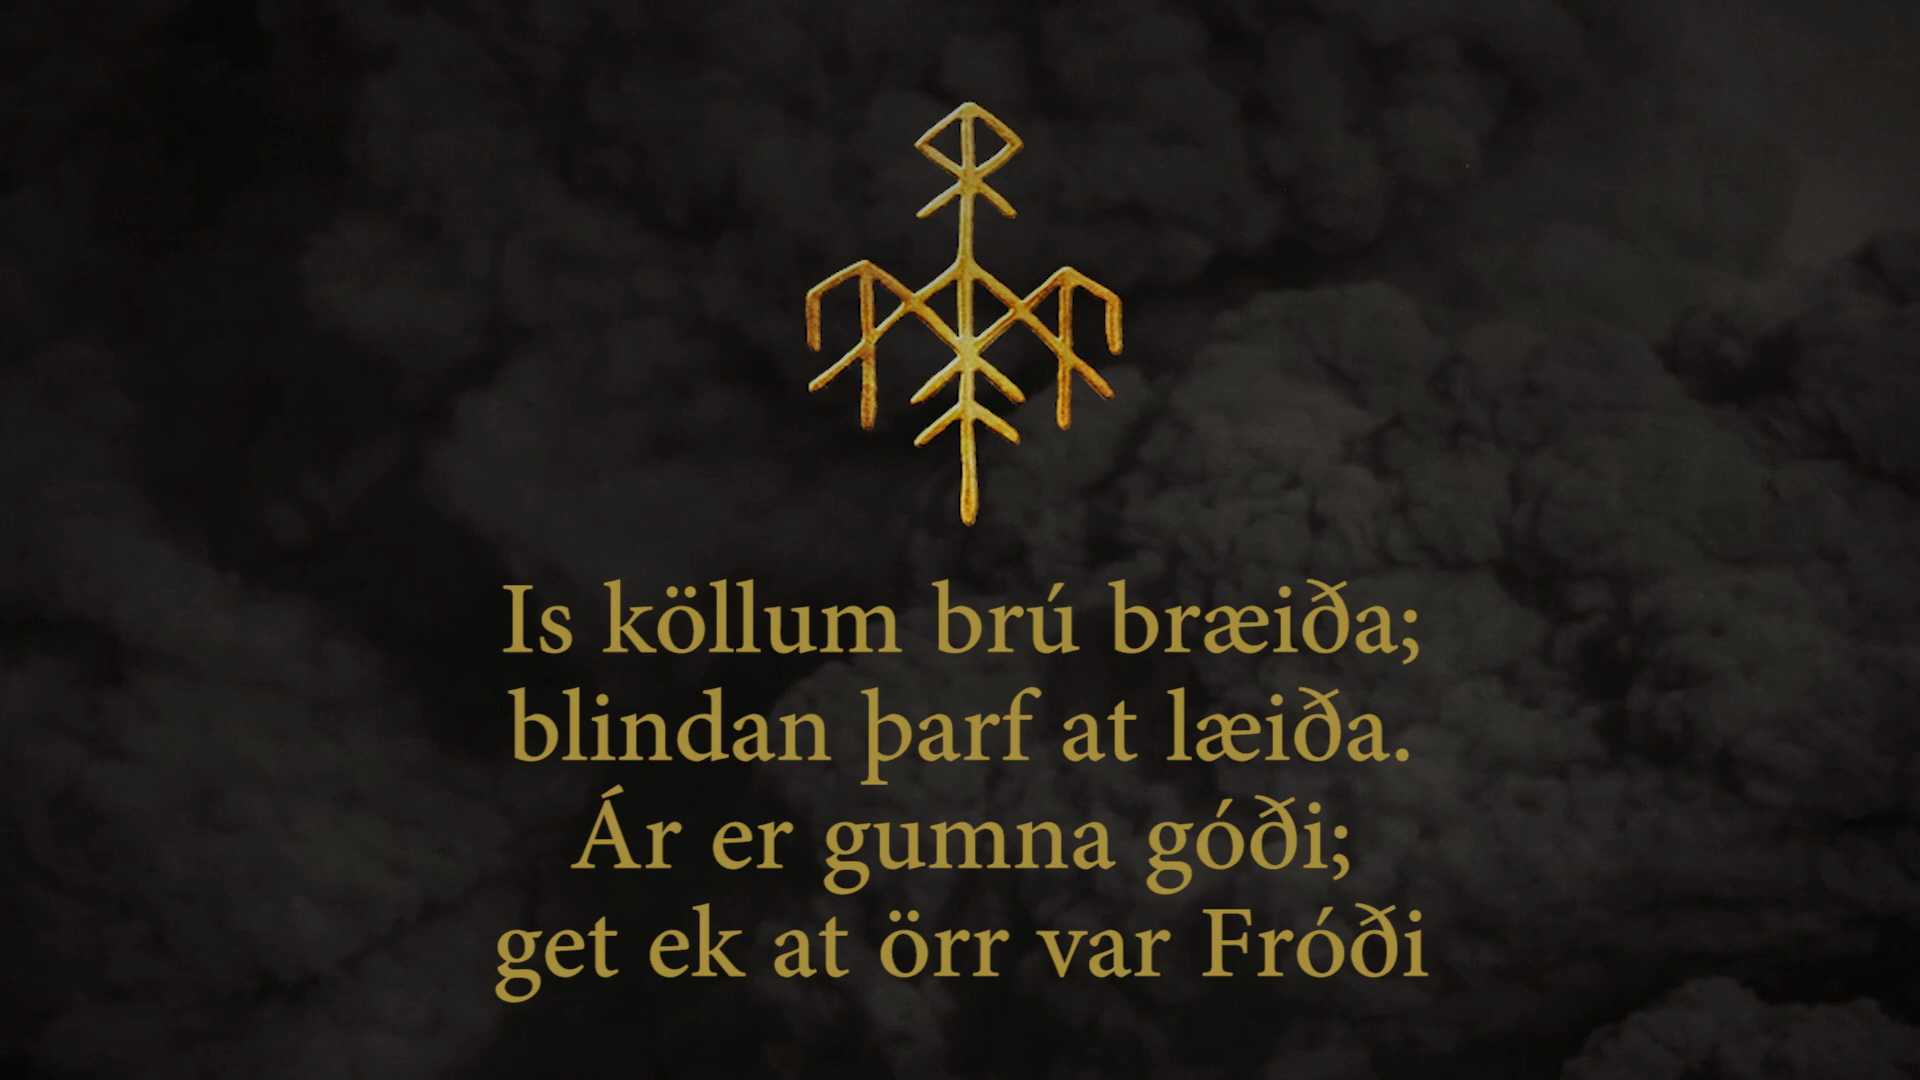 Is köllum brú bræiða;
blindan þarf at læiða.
Ár er gumna góði;
get ek at örr var Fróði